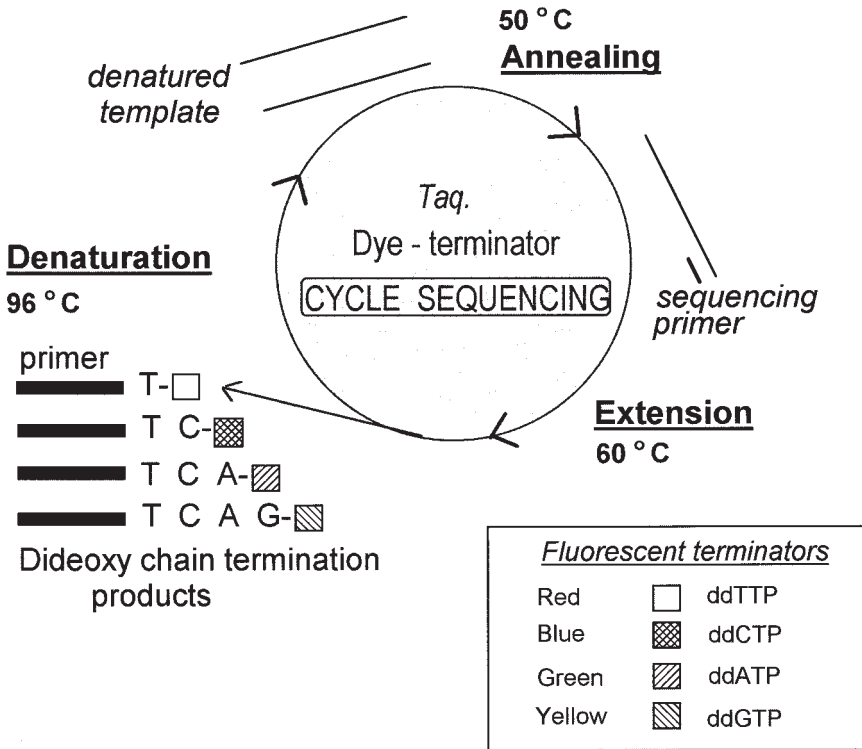 50 °C
Annealing
denatured
template
Taq.
Dye - terminator
CYCLE SEQUENCING
Denaturation
96 °C
sequencing
primer
primer
T-
T C-
T C A-
T C A G-
Dideoxy chain termination
products
Extension
60 °C
Fluorescent terminators
Red ddTTP
Blue ddCTP
Green ddATP
Yellow ddGTP